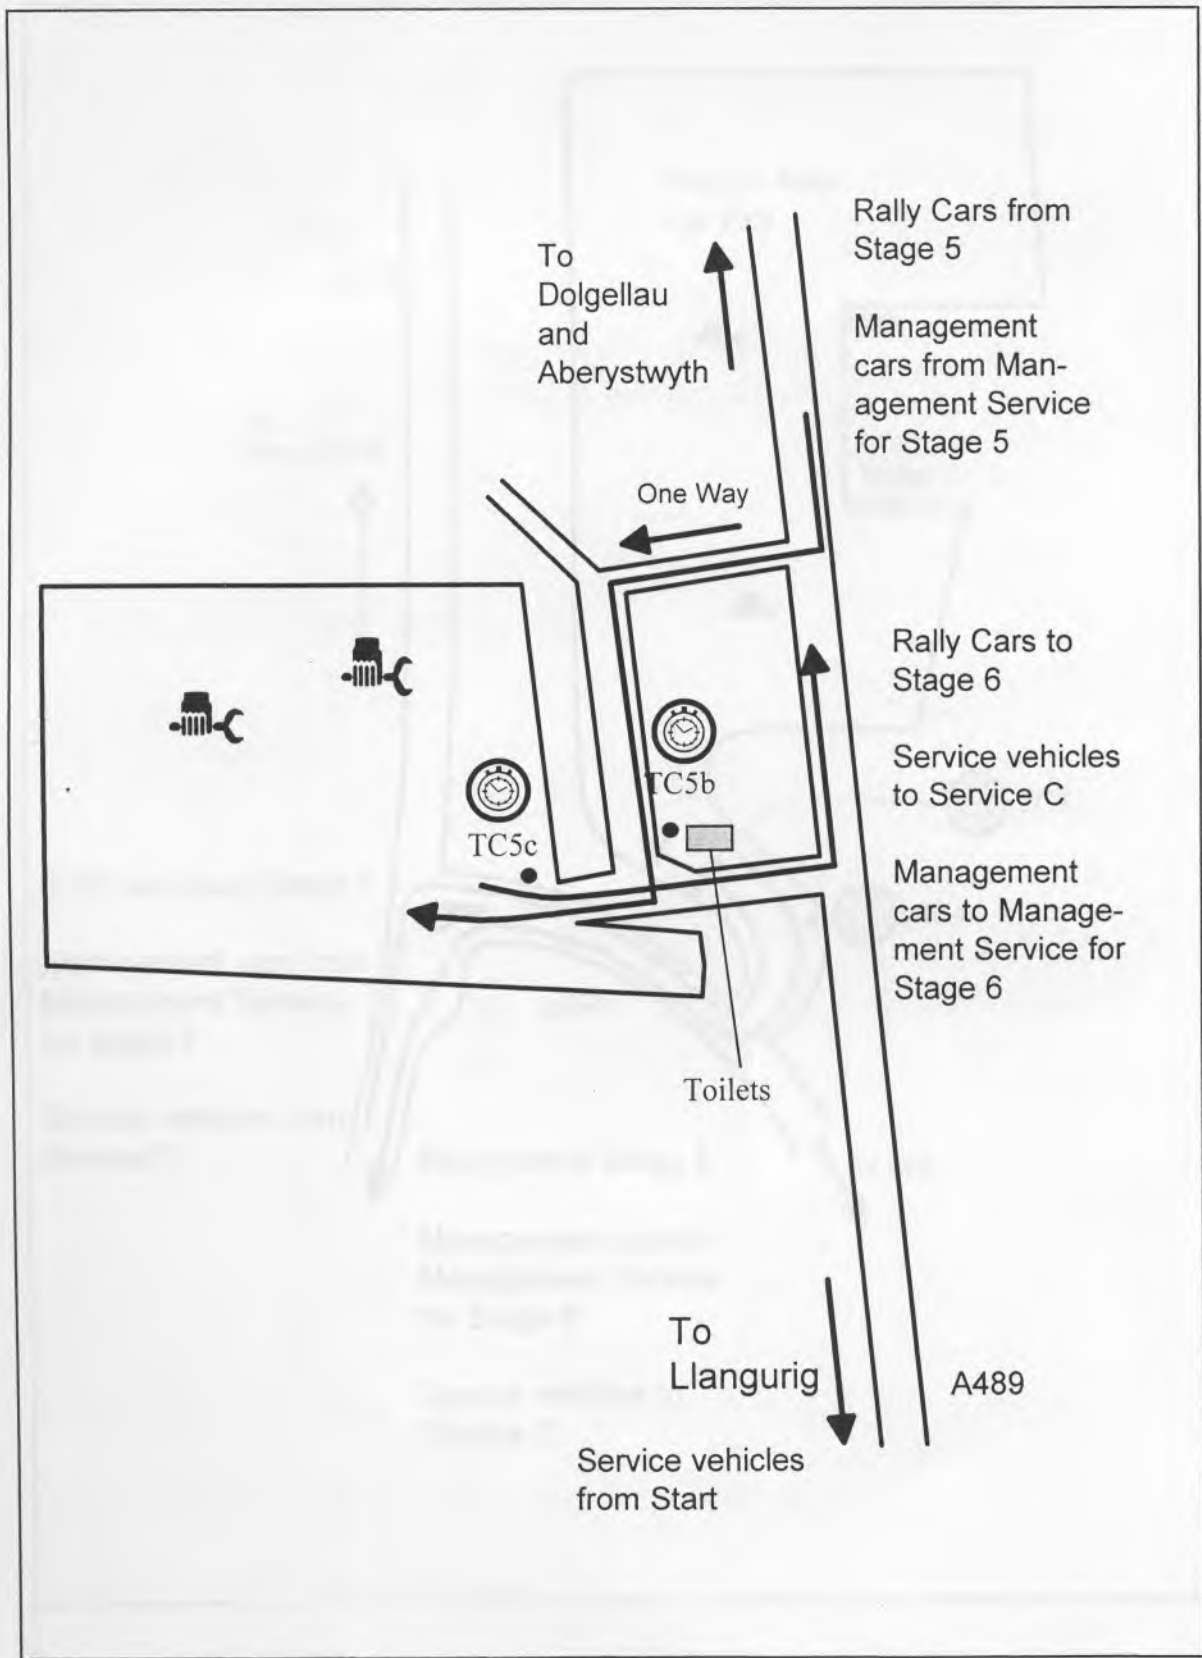 Rally Cars from
Stage 5
To
Dolgellau
and
Aberystwyth
Management
cars from Man-
agement Service
for Stage 5
One Way
Rally Cars to
Stage 6
TC5b
Service vehicles
to Service C
TC5c
Management
cars to Manage-
ment Service for
Stage 6
Toilets
To
Llangurig
A489
Service vehicles
from Start